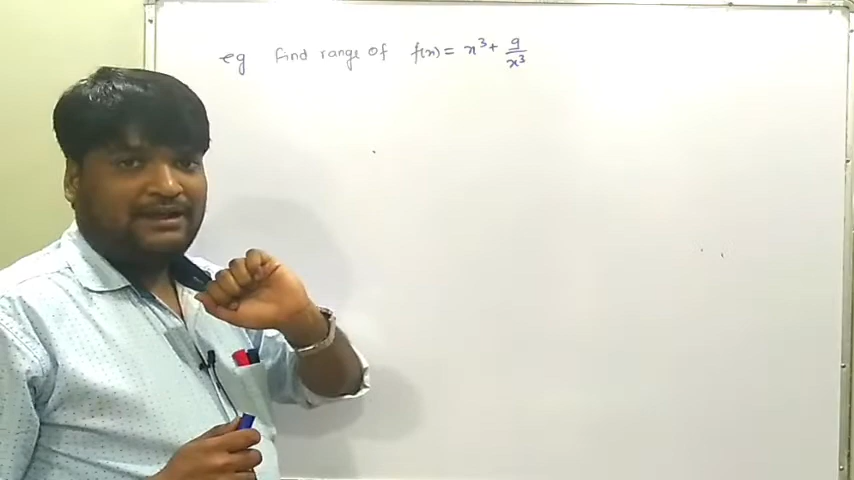 eg find range of f(x) = x³ + 9/x³